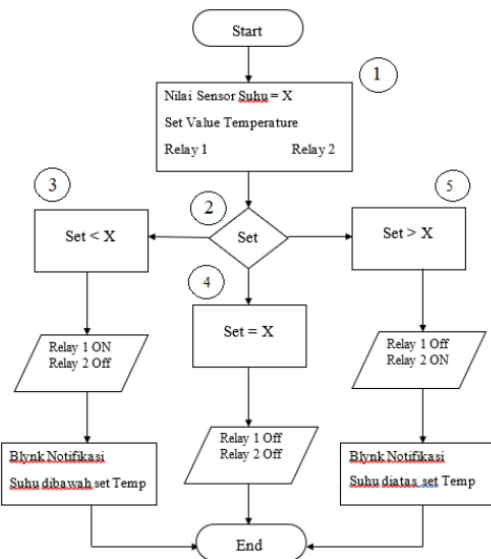 Start
1
Nilai Sensor Suhu = X
Set Value Temperature
Relay 1 Relay 2
3
2
5
Set < X
Set
Set > X
4
Set = X
Relay 1 ON
Relay 2 Off
Relay 1 Off
Relay 2 ON
Relay 1 Off
Relay 2 Off
Blynk Notifikasi
Suhu dibawah set Temp
Blynk Notifikasi
Suhu diatas set Temp
End